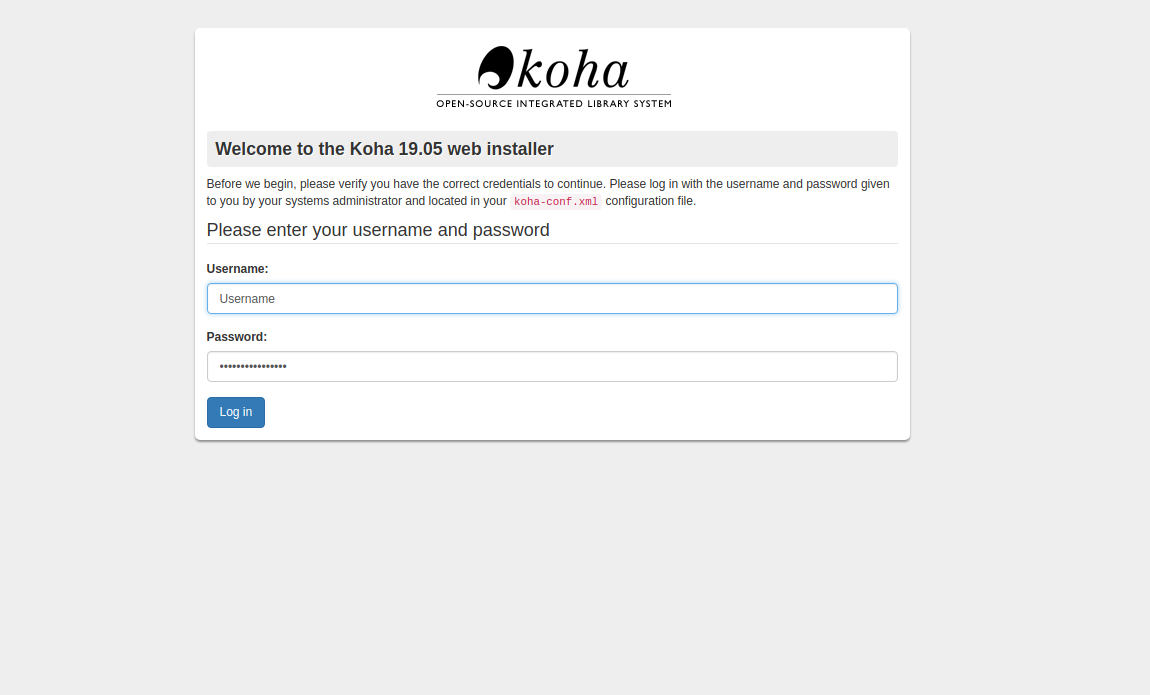 koha
OPEN-SOURCE INTEGRATED LIBRARY SYSTEM
Welcome to the Koha 19.05 web installer
Before we begin, please verify you have the correct credentials to continue. Please log in with the username and password given
to you by your systems administrator and located in your koha-conf.xml configuration file.
Please enter your username and password
Username:
Username
Password:
••••••••••••••••
Log in